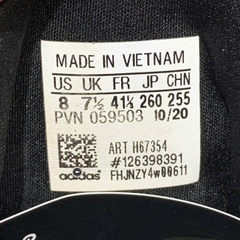 MADE IN VIETNAM
US UK FR JP CHN
8 7½ 41⅓ 260 255
PVN 059503 10/20
ART H67354
#126398391
adidas FHJNZY4W00611